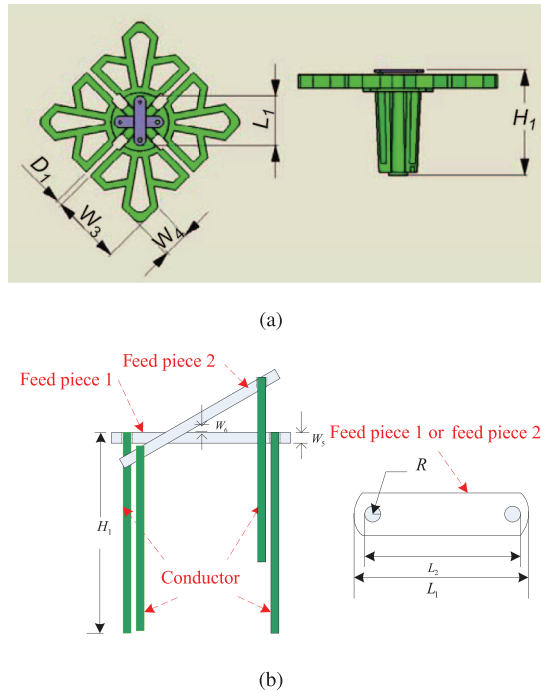 L1
H1
D1
W3
W4
(a)
Feed piece 2
Feed piece 1
W6
W5
Feed piece 1 or feed piece 2
R
H1
Conductor
L2
L1
(b)